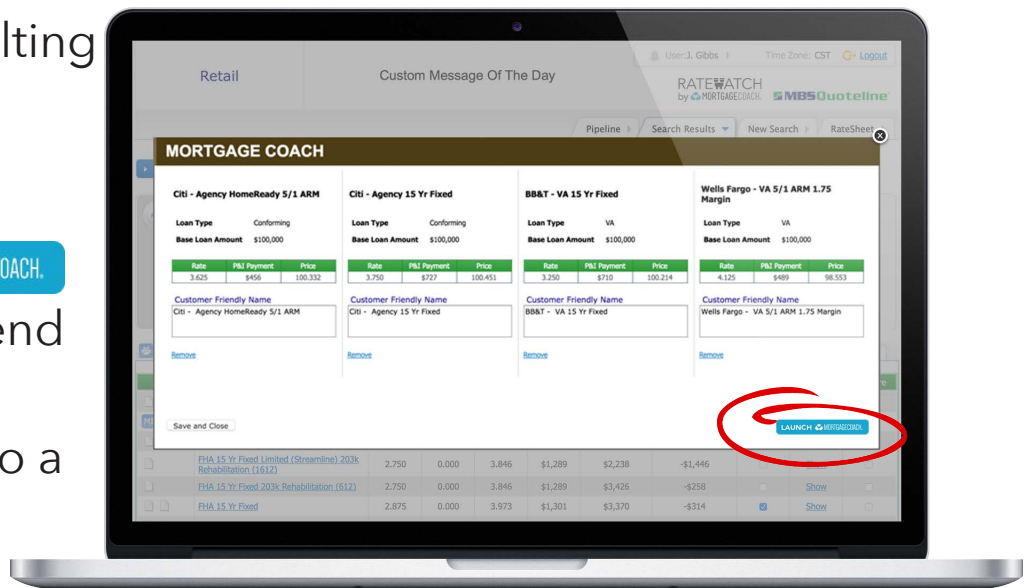 lting
OACH.
end
o a
User: J. Gibbs Time Zone: CST Logout
Retail Custom Message Of The Day
RATEWATCH
by MORTGAGECOACH. MBSQuoteline
Pipeline Search Results New Search RateSheet
MORTGAGE COACH
Citi - Agency HomeReady 5/1 ARM
Loan Type Conforming
Base Loan Amount $100,000
Rate P&I Payment Price
3.625 $456 100.332
Customer Friendly Name
Citi - Agency HomeReady 5/1 ARM
Remove
Citi - Agency 15 Yr Fixed
Loan Type Conforming
Base Loan Amount $100,000
Rate P&I Payment Price
3.750 $727 100.451
Customer Friendly Name
Citi - Agency 15 Yr Fixed
Remove
BB&T - VA 15 Yr Fixed
Loan Type VA
Base Loan Amount $100,000
Rate P&I Payment Price
3.250 $710 100.214
Customer Friendly Name
BB&T - VA 15 Yr Fixed
Remove
Wells Fargo - VA 5/1 ARM 1.75
Margin
Loan Type VA
Base Loan Amount $100,000
Rate P&I Payment Price
4.125 $489 98.553
Customer Friendly Name
Wells Fargo - VA 5/1 ARM 1.75 Margin
Remove
Save and Close
LAUNCH MORTGAGECOACH.
FHA 15 Yr Fixed Limited (Streamline) 203k
Rehabilitation (1612) 2.750 0.000 3.846 $1,289 $2,238 -$1,446
FHA 15 Yr Fixed 203k Rehabilitation (612) 2.750 0.000 3.846 $1,289 $3,426 -$258 Show
FHA 15 Yr Fixed 2.875 0.000 3.973 $1,301 $3,370 -$314 Show